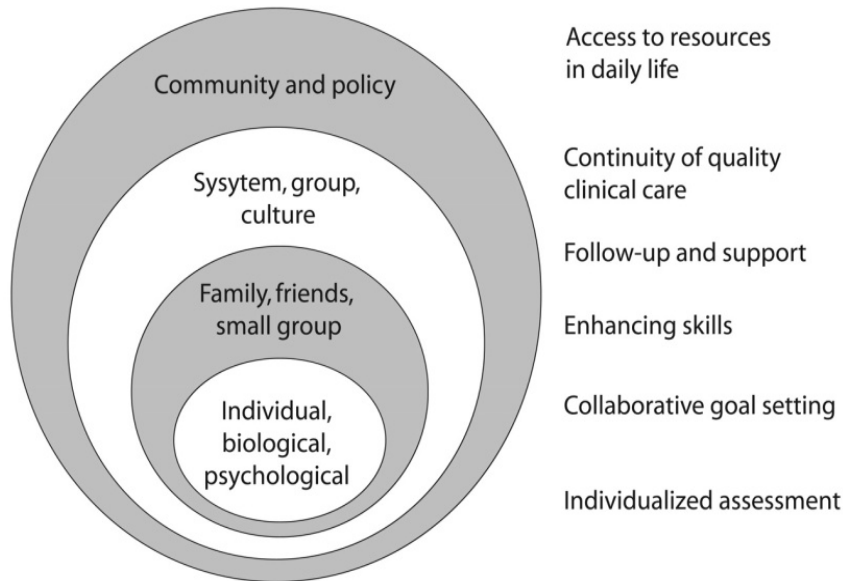 Community and policy
Sysytem, group,
culture
Family, friends,
small group
Individual,
biological,
psychological
Access to resources
in daily life
Continuity of quality
clinical care
Follow-up and support
Enhancing skills
Collaborative goal setting
Individualized assessment